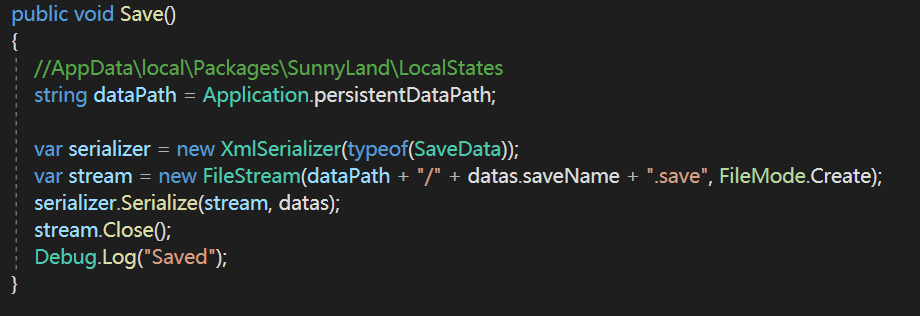 public void Save()
{
//AppData\local\Packages\SunnyLand\LocalStates
string dataPath = Application.persistentDataPath;
var serializer = new XmlSerializer(typeof(SaveData));
var stream = new FileStream(dataPath + "/" + datas.saveName + ".save", FileMode.Create);
serializer.Serialize(stream, datas);
stream.Close();
Debug.Log("Saved");
}